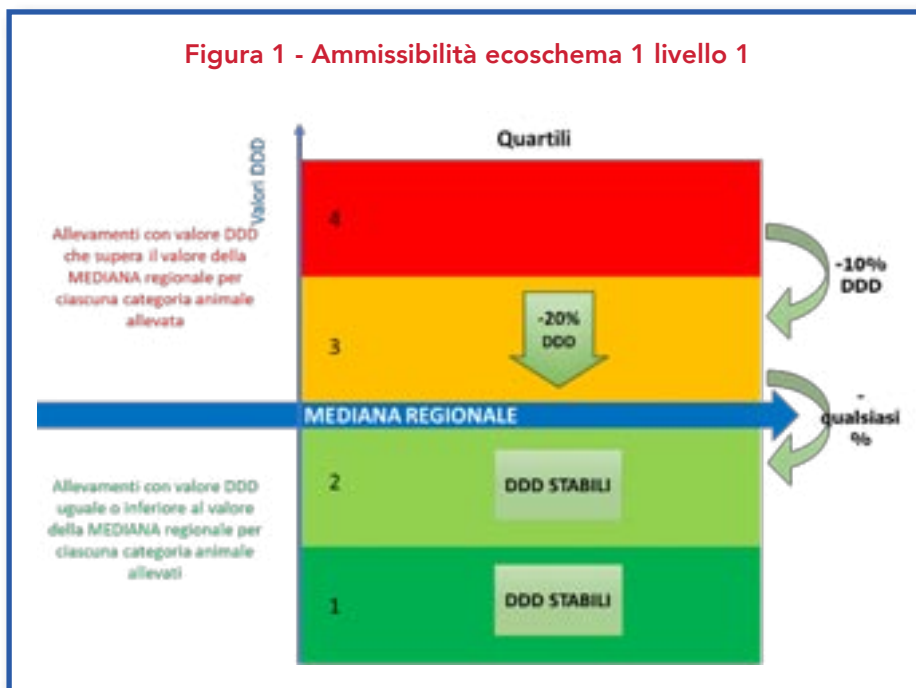 Figura 1 - Ammissibilità ecoschema 1 livello 1
Quartili
Valori DDD
4
Allevamenti con valore DDD
che supera il valore della
MEDIANA regionale per
ciascuna categoria animale
allevata
-10%
DDD
3
-20%
DDD
MEDIANA REGIONALE
-
qualsiasi
%
Allevamenti con valore DDD
uguale o inferiore al valore
della MEDIANA regionale per
ciascuna categoria animale
allevati
2
DDD STABILI
1
DDD STABILI